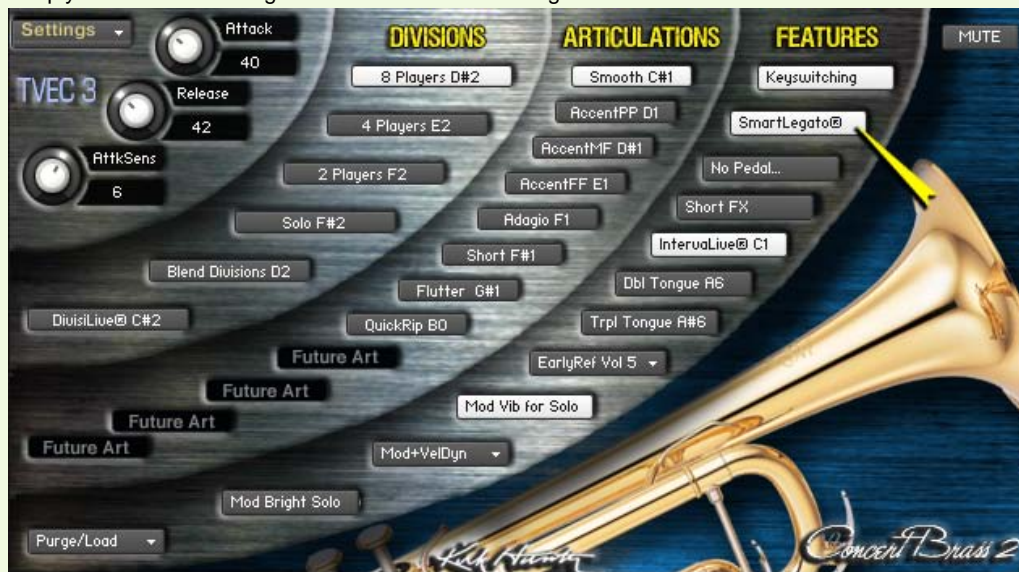 Settings
Attack
40
TVEC 3
Release
42
AttkSens
6
DIVISIONS
8 Players D#2
4 Players E2
2 Players F2
Solo F#2
Blend Divisions D2
DivisiLive® C#2
ARTICULATIONS
Smooth C#1
AccentPP D1
AccentMF D#1
AccentFF E1
Adagio F1
Short F#1
Flutter G#1
QuickRip B0
Future Art
Future Art
Future Art
Future Art
FEATURES
Keyswitching
SmartLegato®
No Pedal...
Short FX
IntervaLive® C1
Dbl Tongue A6
Trpl Tongue A#6
EarlyRef Vol 5
Mod Vib for Solo
Mod+VelDyn
Mod Bright Solo
Purge/Load
MUTE
Kirk Hunter
Concert Brass 2